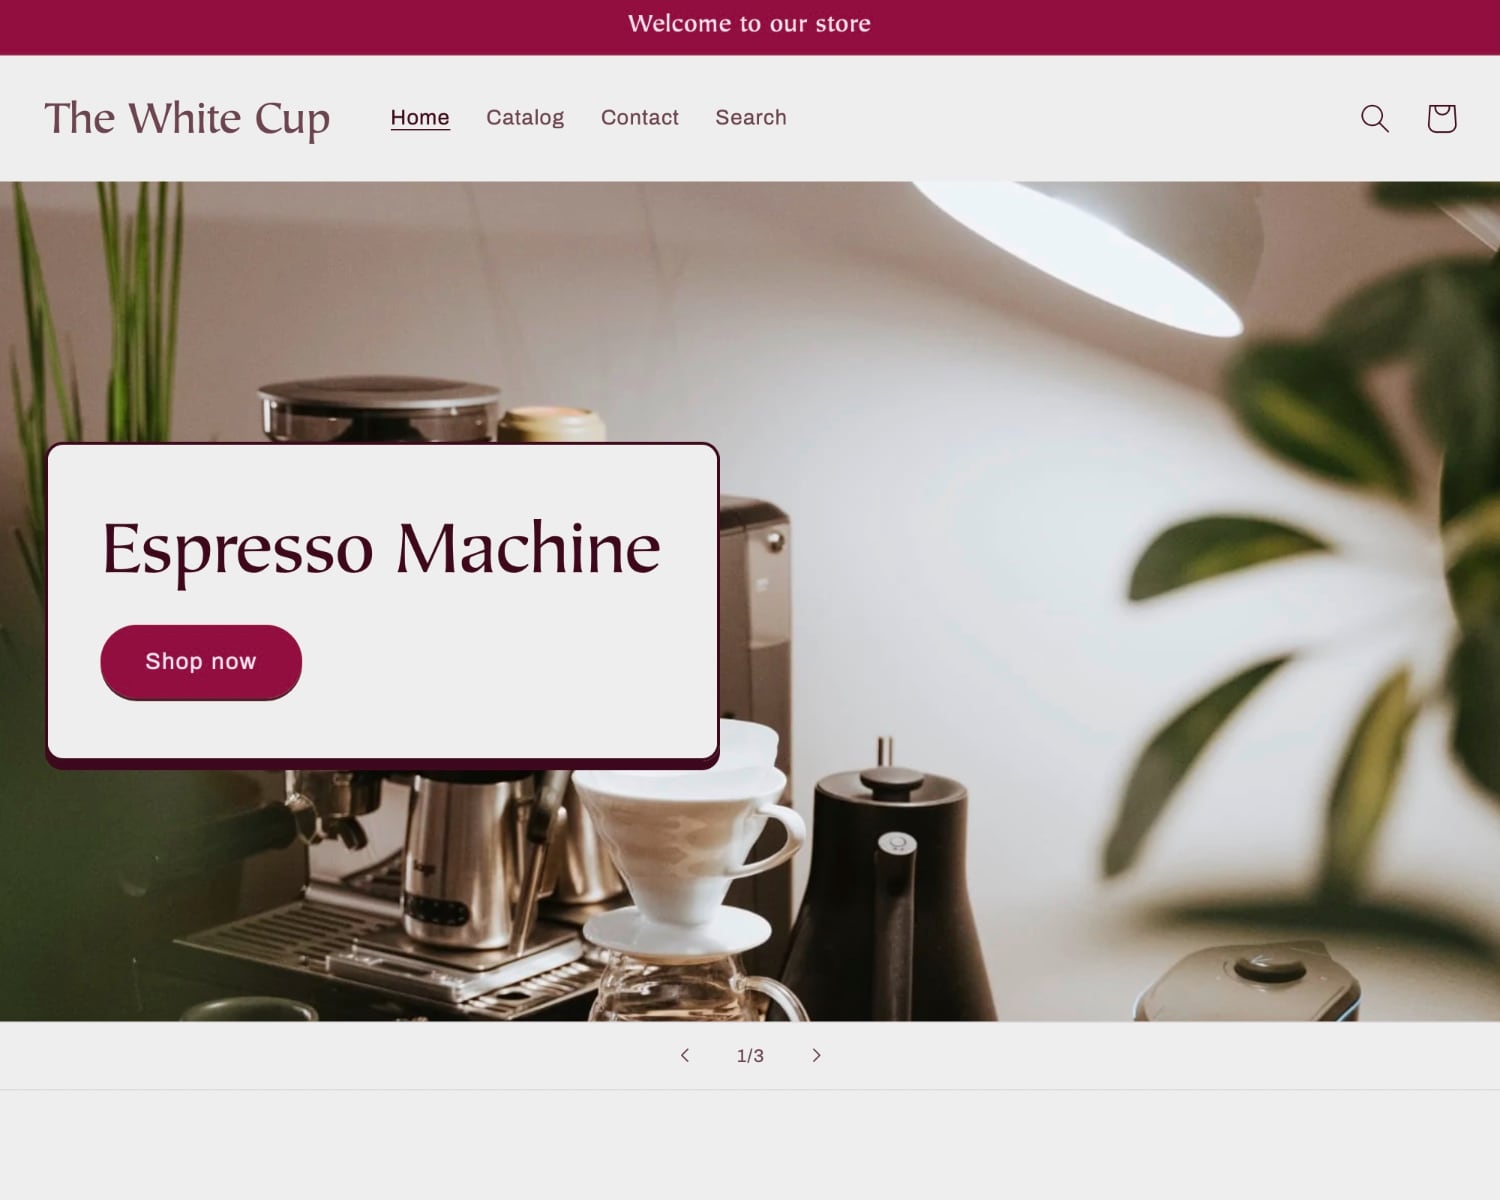 Welcome to our store
The White Cup
Home Catalog Contact Search
Espresso Machine
Shop now
1/3